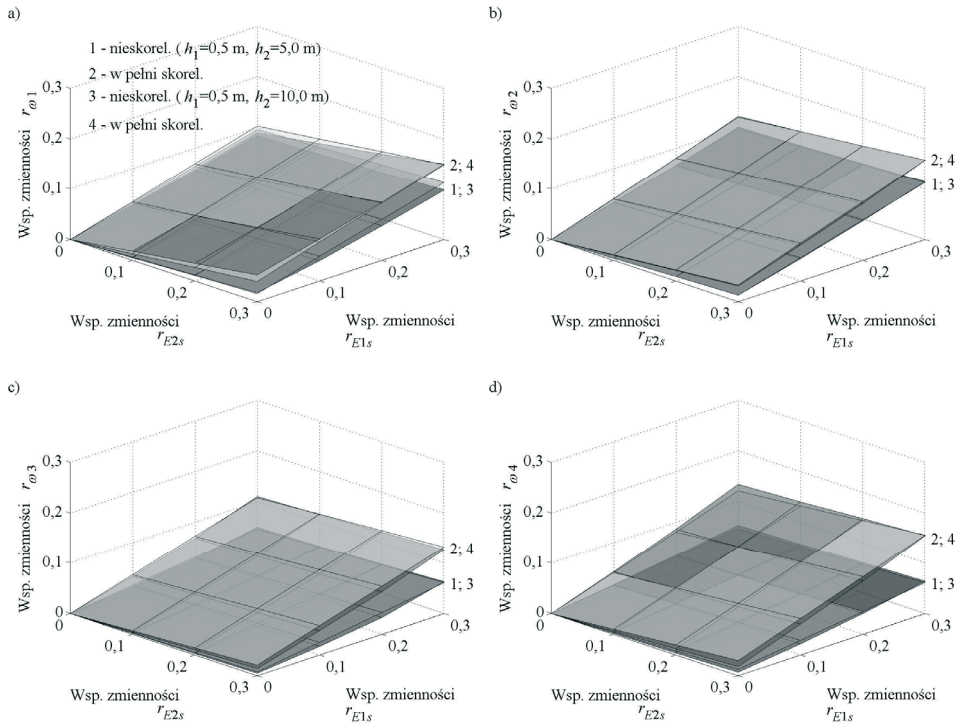 a)
1 - nieskorel. (h1=0,5 m, h2=5,0 m)
2 - w pełni skorel.
3 - nieskorel. (h1=0,5 m, h2=10,0 m)
4 - w pełni skorel.
Wsp. zmienności rω1
0,3
0,2
0,1
0
2; 4
1; 3
0
0,1
0,2
0,3
0
0,1
0,2
0,3
Wsp. zmienności
rE2s
Wsp. zmienności
rE1s
b)
Wsp. zmienności rω2
0,3
0,2
0,1
0
2; 4
1; 3
0
0,1
0,2
0,3
0
0,1
0,2
0,3
Wsp. zmienności
rE2s
Wsp. zmienności
rE1s
c)
Wsp. zmienności rω3
0,3
0,2
0,1
0
2; 4
1; 3
0
0,1
0,2
0,3
0
0,1
0,2
0,3
Wsp. zmienności
rE2s
Wsp. zmienności
rE1s
d)
Wsp. zmienności rω4
0,3
0,2
0,1
0
2; 4
1; 3
0
0,1
0,2
0,3
0
0,1
0,2
0,3
Wsp. zmienności
rE2s
Wsp. zmienności
rE1s